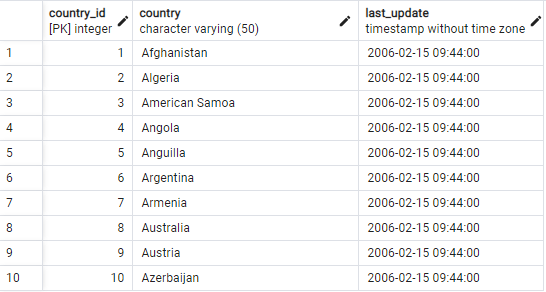 country_id country last_update
[PK] integer character varying (50) timestamp without time zone
1 1 Afghanistan 2006-02-15 09:44:00
2 2 Algeria 2006-02-15 09:44:00
3 3 American Samoa 2006-02-15 09:44:00
4 4 Angola 2006-02-15 09:44:00
5 5 Anguilla 2006-02-15 09:44:00
6 6 Argentina 2006-02-15 09:44:00
7 7 Armenia 2006-02-15 09:44:00
8 8 Australia 2006-02-15 09:44:00
9 9 Austria 2006-02-15 09:44:00
10 10 Azerbaijan 2006-02-15 09:44:00